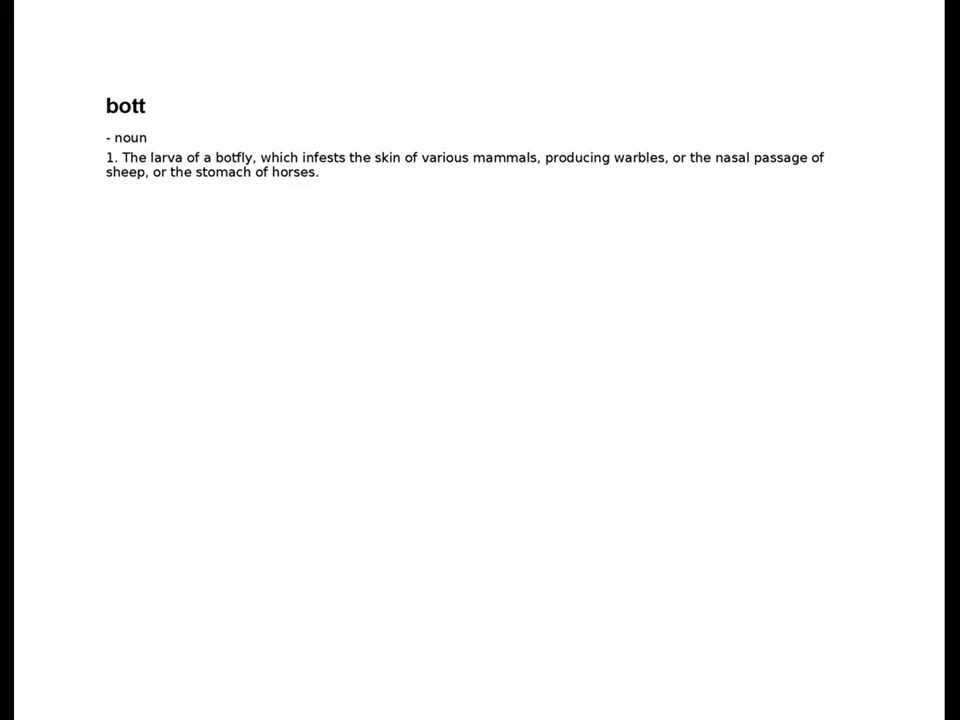 bott
- noun
1. The larva of a botfly, which infests the skin of various mammals, producing warbles, or the nasal passage of
sheep, or the stomach of horses.